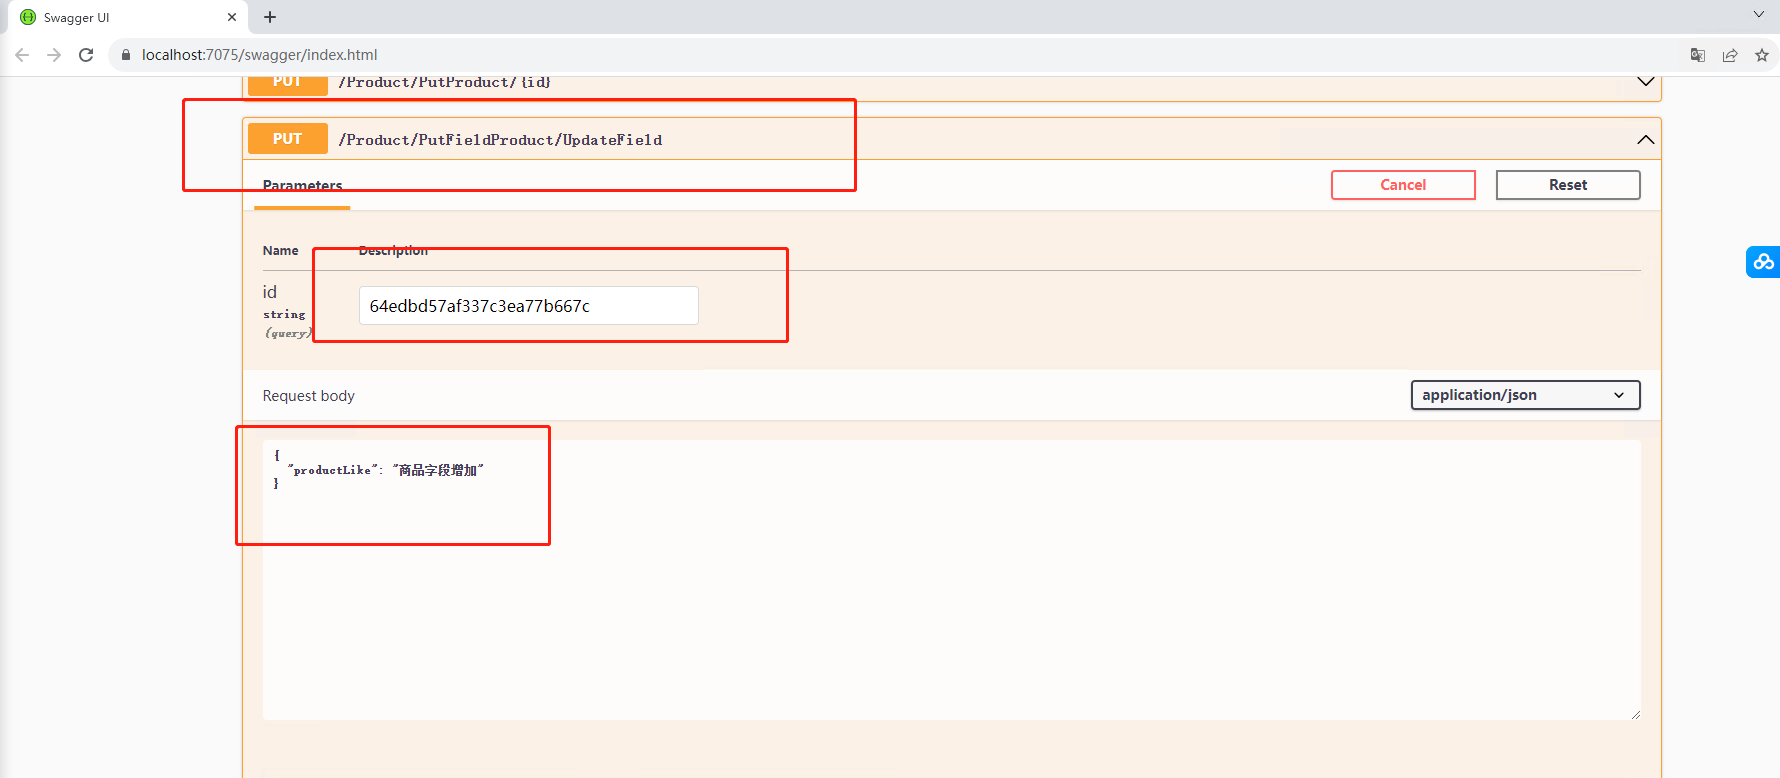 Swagger UI
localhost:7075/swagger/index.html
PUT /Product/PutProduct/{id}
PUT /Product/PutFieldProduct/UpdateField
Parameters Cancel Reset
Name Description
id
string
(query)
64edbd57af337c3ea77b667c
Request body application/json
{
"productLike": "商品字段增加"
}